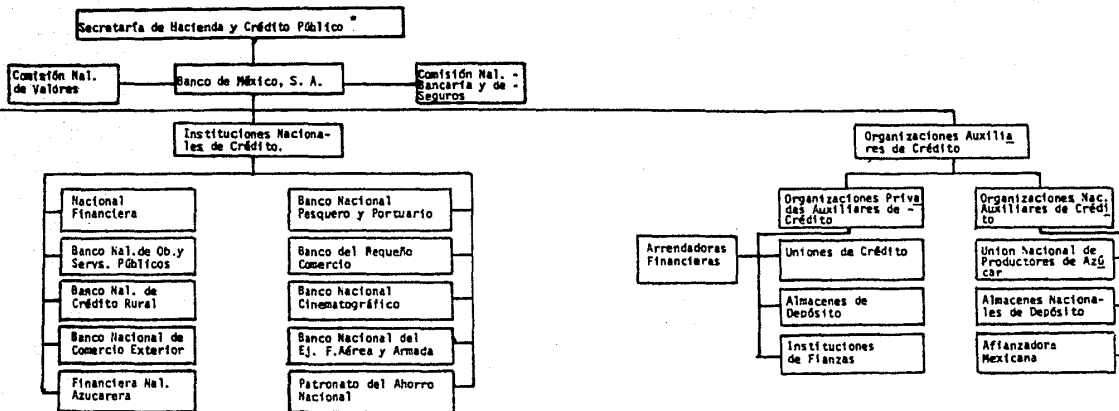 Secretaría de Hacienda y Crédito Público *
Comisión Nal.
de Valores
Banco de México, S. A.
Comisión Nal. -
Bancaria y de -
Seguros
Instituciones Naciona-
les de Crédito.
Organizaciones Auxilia
res de Crédito
Nacional
Financiera
Banco Nal.de Ob.y
Servs. Públicos
Banco Nal. de
Crédito Rural
Banco Nacional de
Comercio Exterior
Financiera Nal.
Azucarera
Banco Nacional
Pesquero y Portuario
Banco del Pequeño
Comercio
Banco Nacional
Cinematográfico
Banco Nacional del
Ej. F.Aérea y Armada
Patronato del Ahorro
Nacional
Arrendadoras
Financieras
Organizaciones Priva
das Auxiliares de -
Crédito
Uniones de Crédito
Almacenes de
Depósito
Instituciones
de Fianzas
Organizaciones Nac.
Auxiliares de Crédi
to
Union Nacional de
Productores de Azú
car
Almacenes Naciona-
les de Depósito
Afianzadora
Mexicana